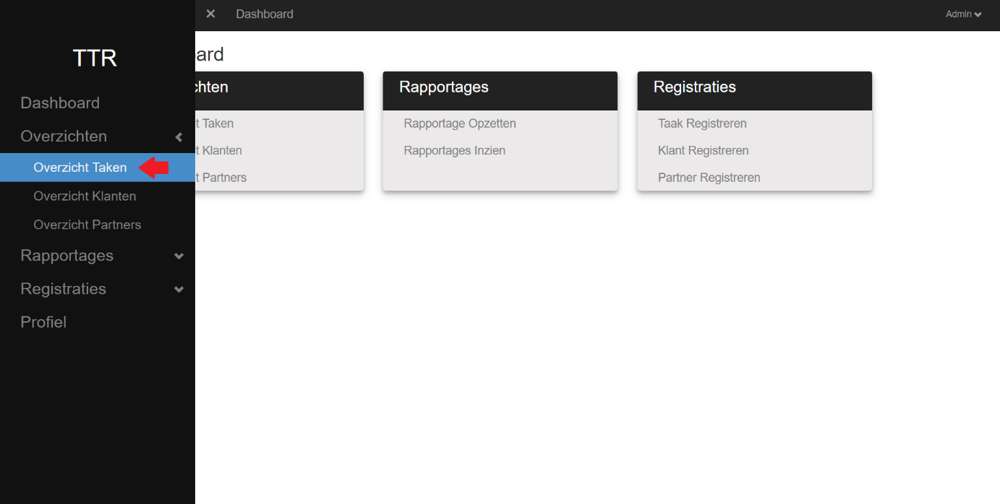 Dashboard
Admin
TTR
Dashboard
Overzichten
Overzicht Taken
Overzicht Klanten
Overzicht Partners
Rapportages
Registraties
Profiel
ard
chten
t Taken
t Klanten
t Partners
Rapportages
Rapportage Opzetten
Rapportages Inzien
Registraties
Taak Registreren
Klant Registreren
Partner Registreren